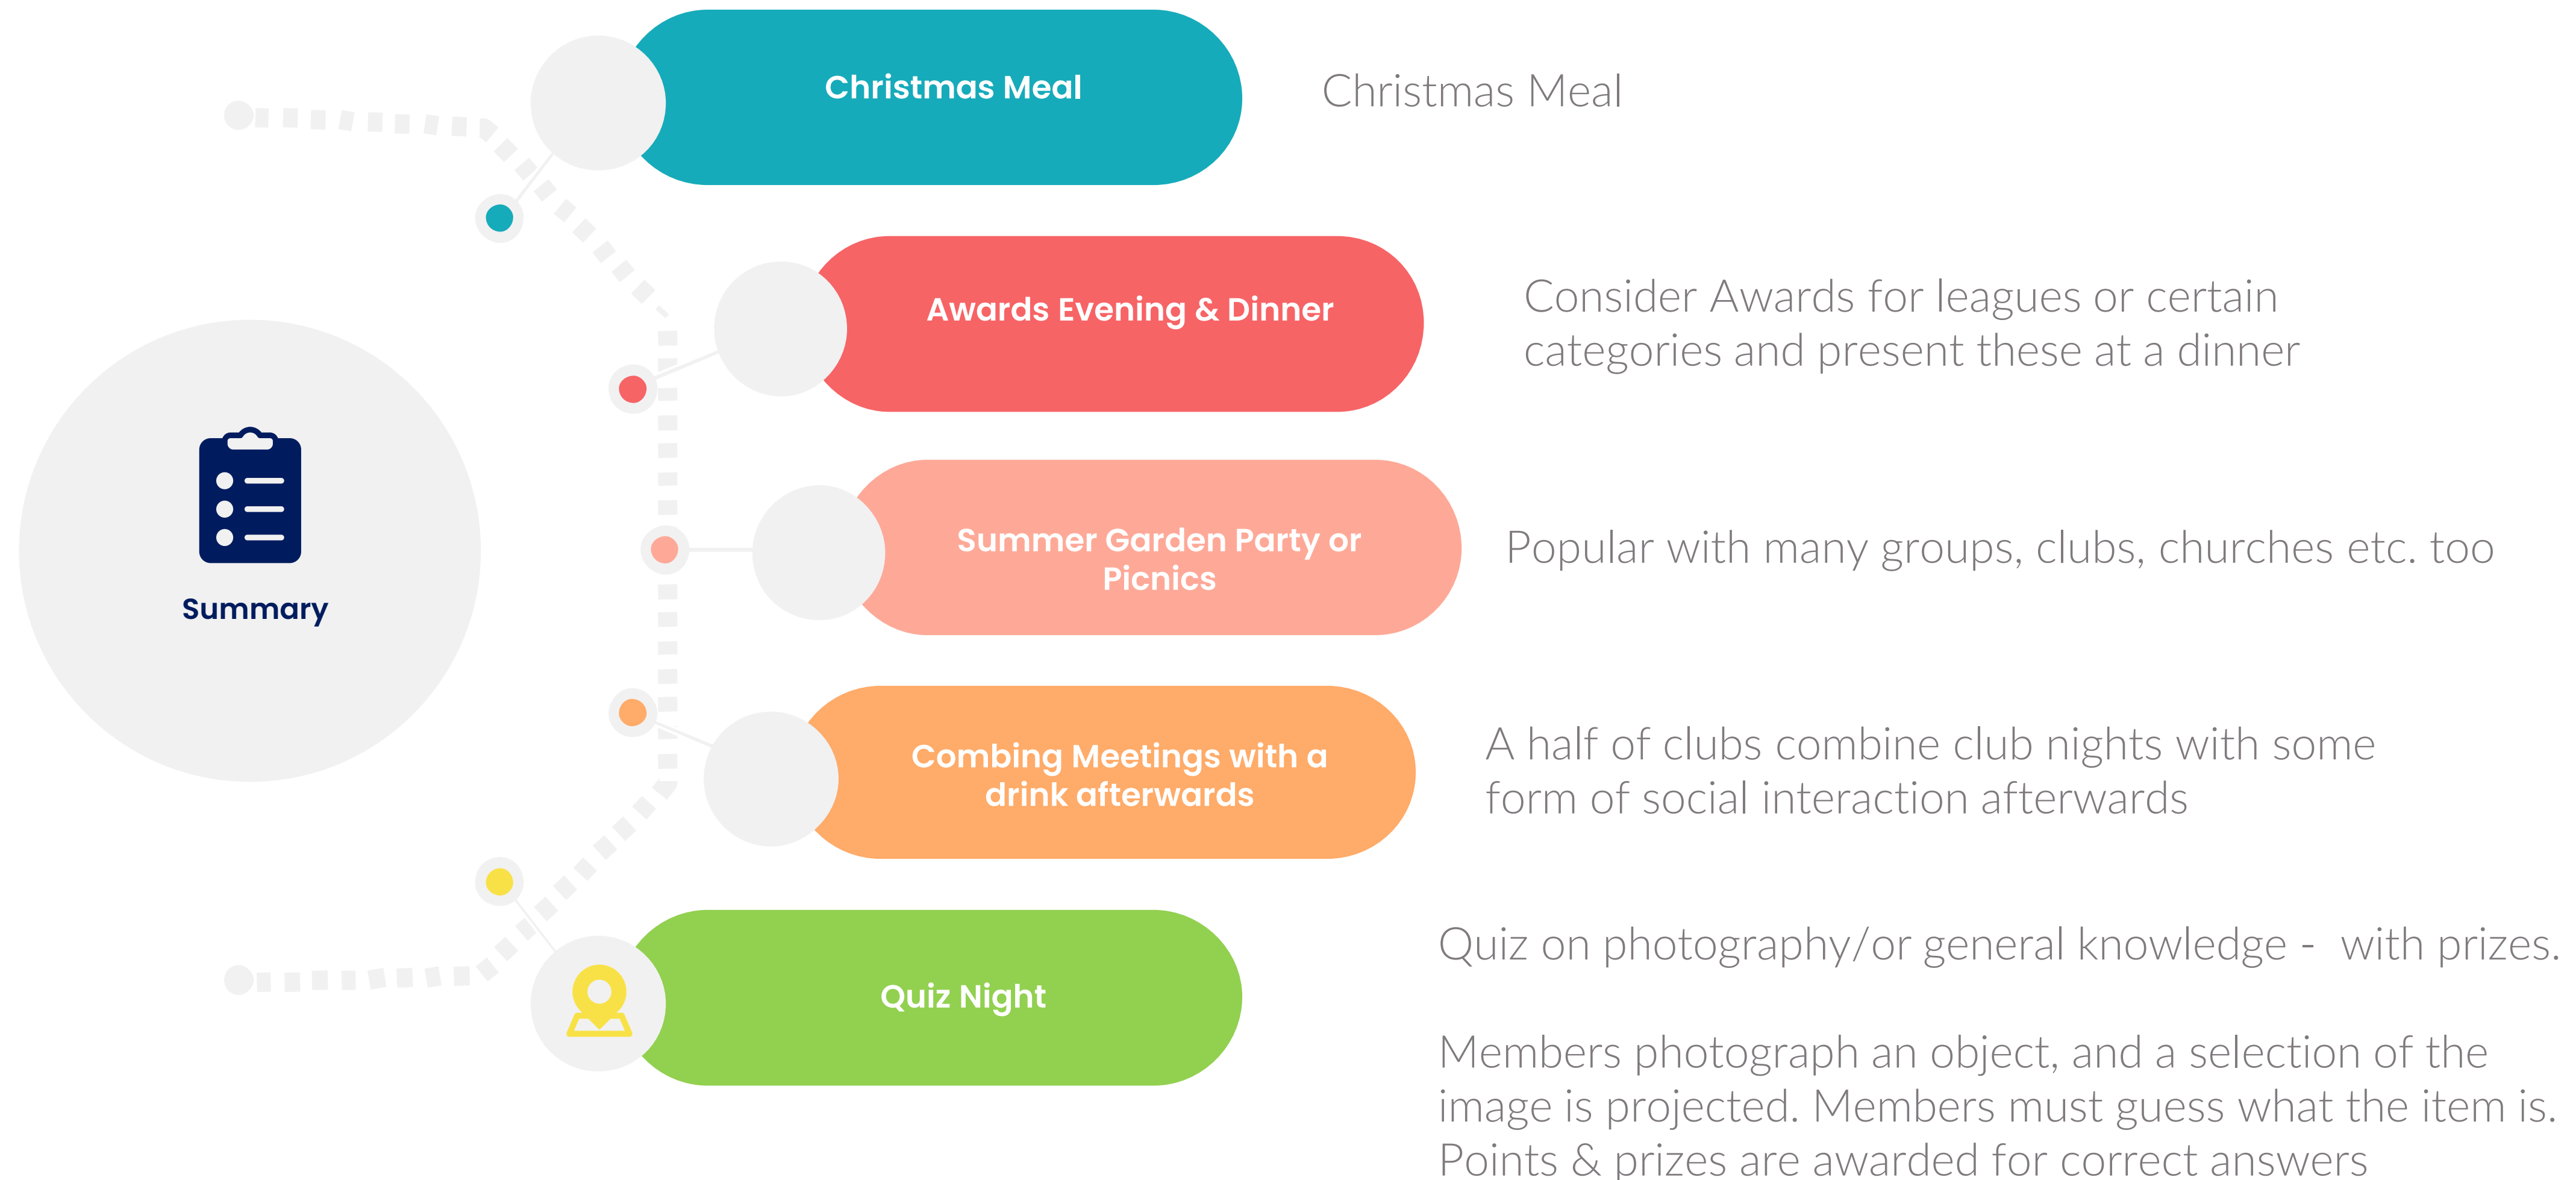 Christmas Meal
Christmas Meal
Awards Evening & Dinner
Consider Awards for leagues or certain
categories and present these at a dinner
Summary
Summer Garden Party or
Picnics
Popular with many groups, clubs, churches etc. too
Combing Meetings with a
drink afterwards
A half of clubs combine club nights with some
form of social interaction afterwards
Quiz Night
Quiz on photography/or general knowledge -  with prizes.
Members photograph an object, and a selection of the
image is projected. Members must guess what the item is.
Points & prizes are awarded for correct answers